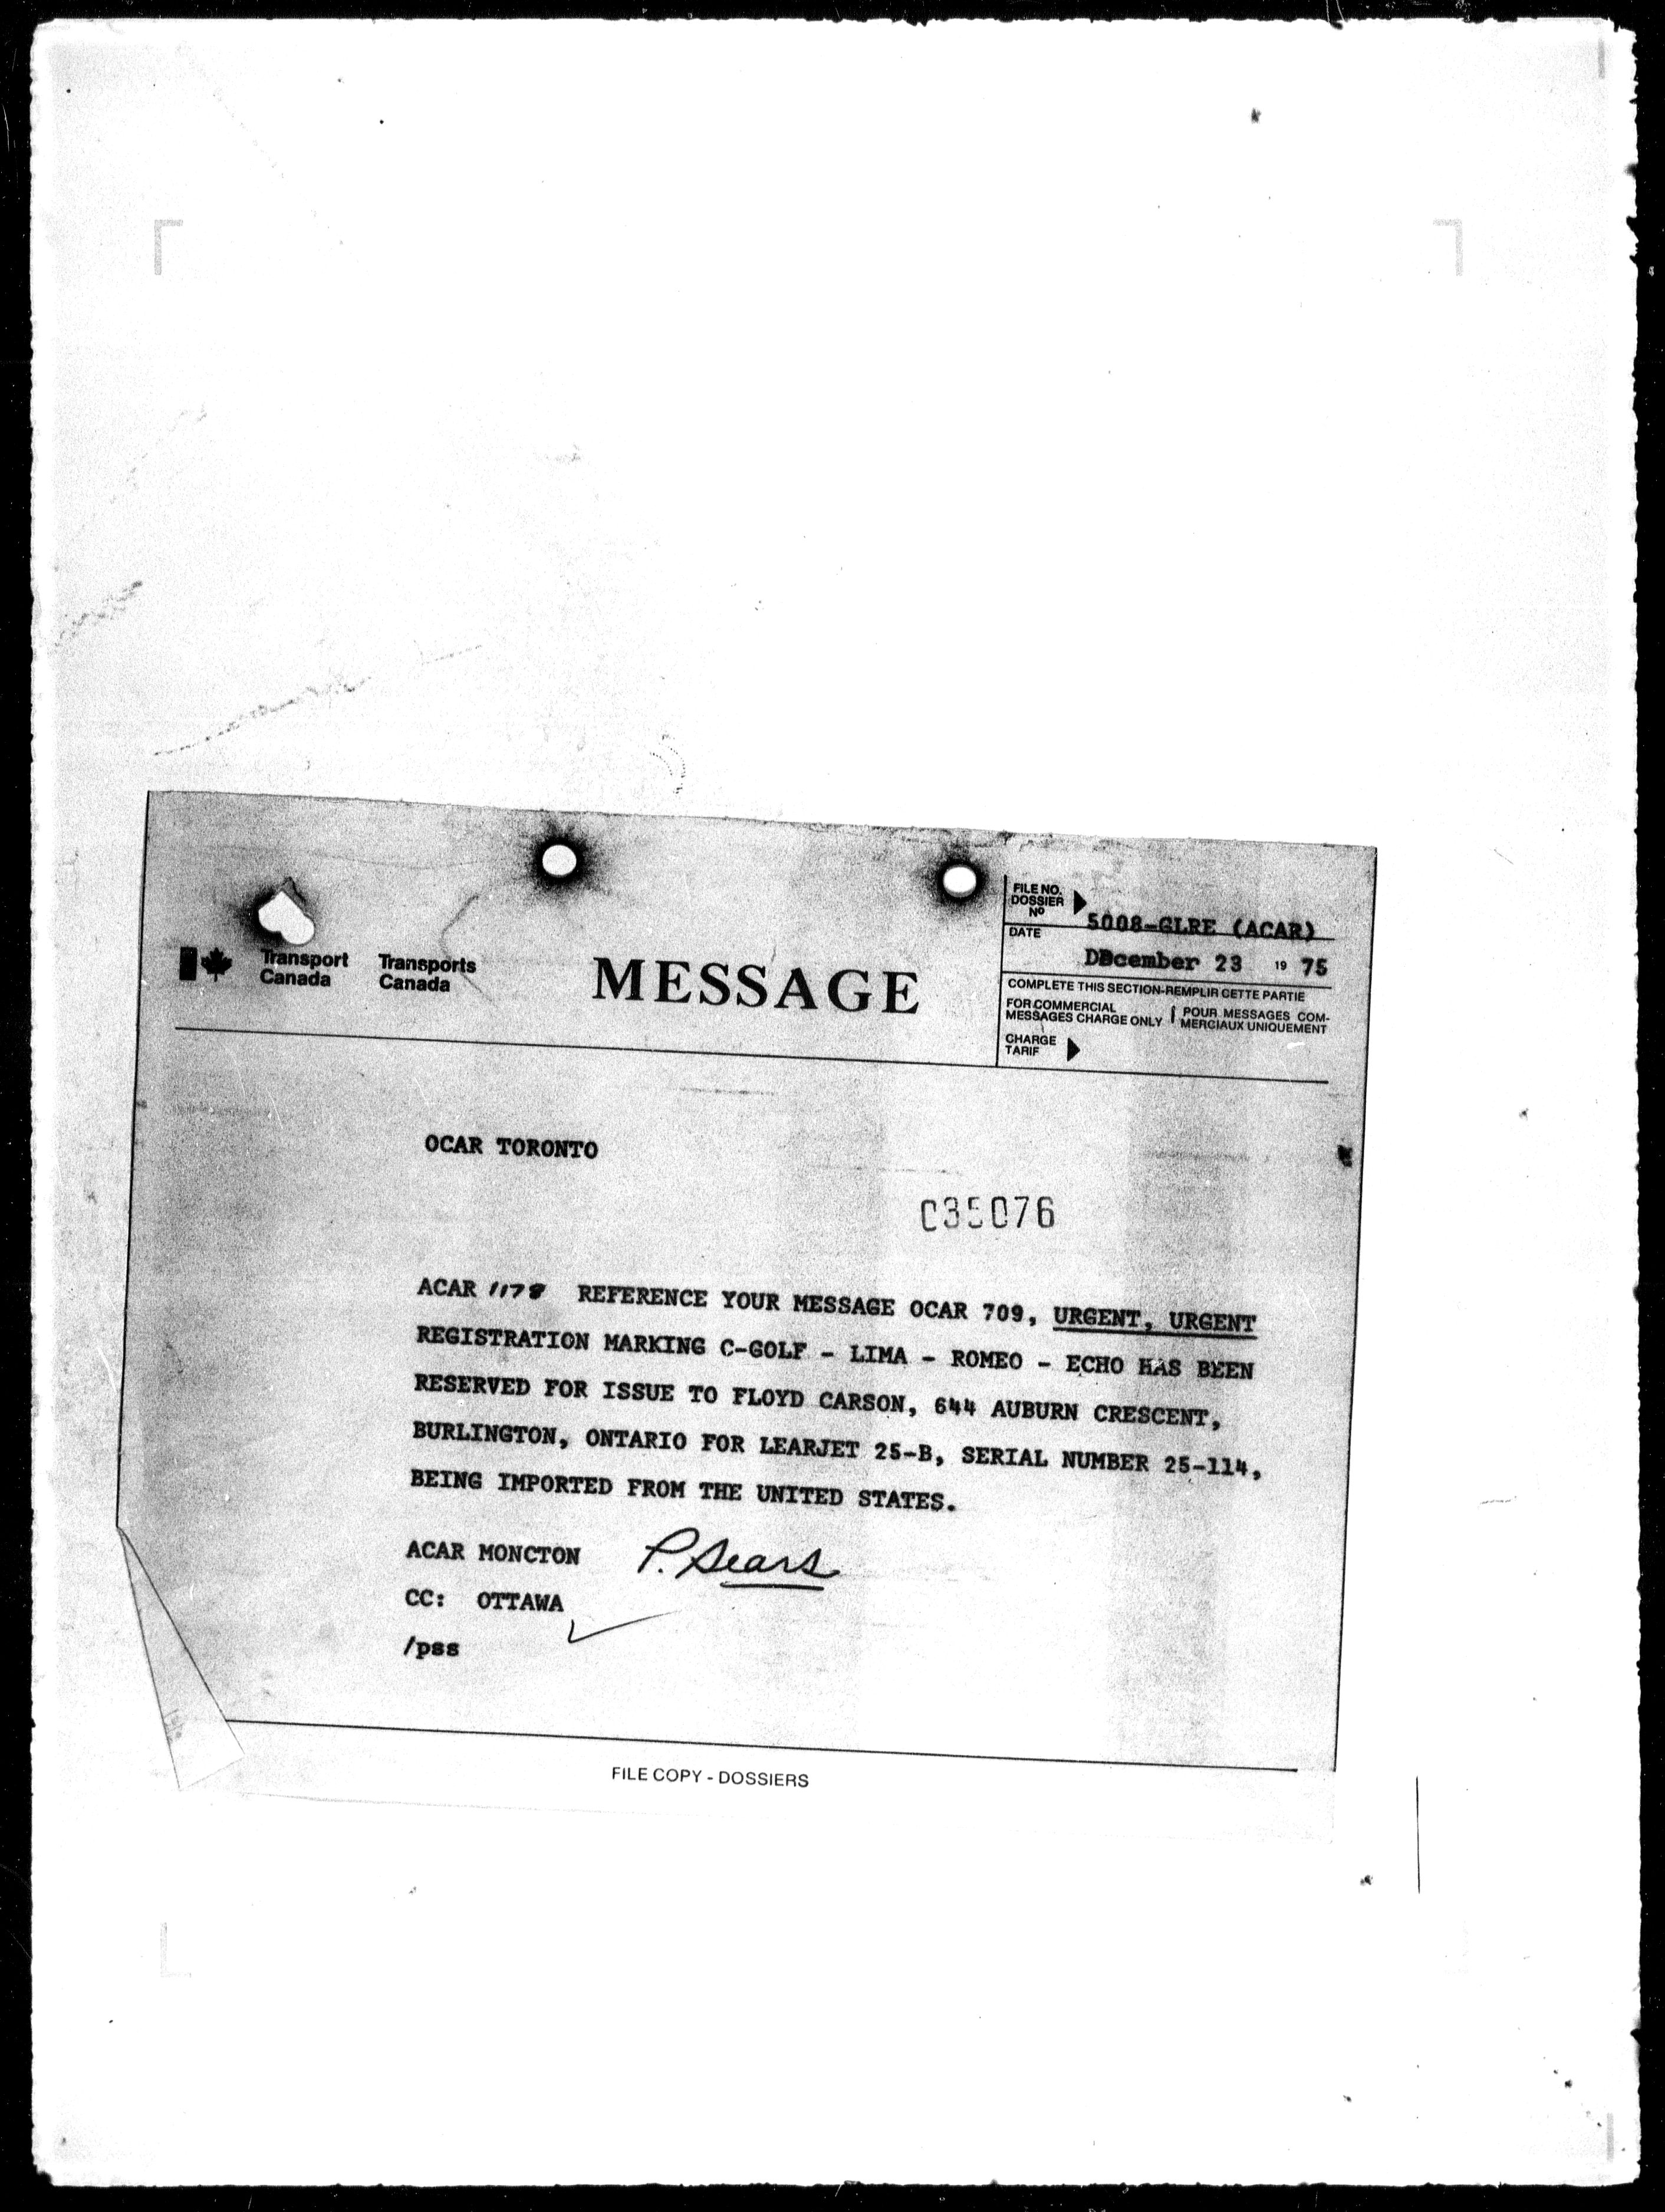 FILE NO.
DOSSIER
Nº
5008-GLRE (ACAR)
DATE
DDcember 23 19 75
Transport
Canada
Transports
Canada
MESSAGE
COMPLETE THIS SECTION-REMPLIR CETTE PARTIE
FOR COMMERCIAL
MESSAGES CHARGE ONLY
POUR MESSAGES COM-
MERCIAUX UNIQUEMENT
CHARGE
TARIF
OCAR TORONTO
C35076
ACAR 1178 REFERENCE YOUR MESSAGE OCAR 709, URGENT, URGENT
REGISTRATION MARKING C-GOLF - LIMA - ROMEO - ECHO HAS BEEN
RESERVED FOR ISSUE TO FLOYD CARSON, 644 AUBURN CRESCENT,
BURLINGTON, ONTARIO FOR LEARJET 25-B, SERIAL NUMBER 25-114,
BEING IMPORTED FROM THE UNITED STATES.
ACAR MONCTON P. Sears
CC: OTTAWA
/pss
FILE COPY - DOSSIERS